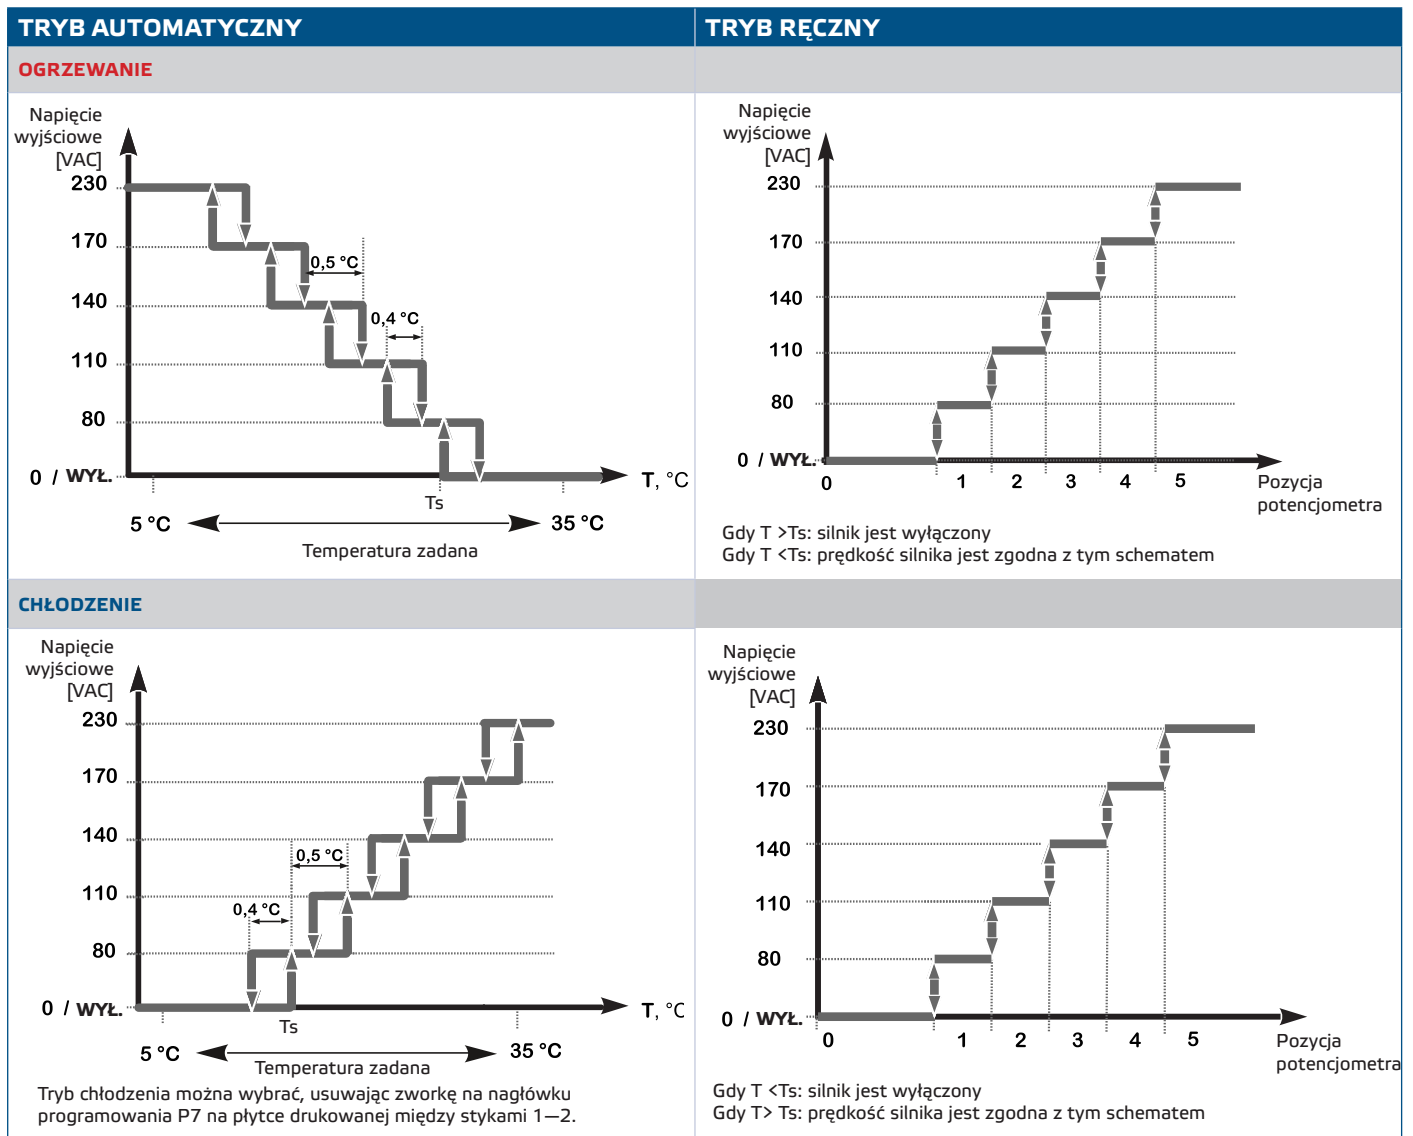 TRYB AUTOMATYCZNY
TRYB RĘCZNY
OGRZEWANIE
Napięcie
wyjściowe
[VAC]
230
170
140
110
80
0 / WYŁ.
0,5 °C
0,4 °C
T, °C
Ts
5 °C
35 °C
Temperatura zadana
Napięcie
wyjściowe
[VAC]
230
170
140
110
80
0 / WYŁ.
0
1
2
3
4
5
Pozycja
potencjometra
Gdy T >Ts: silnik jest wyłączony
Gdy T <Ts: prędkość silnika jest zgodna z tym schematem
CHŁODZENIE
Napięcie
wyjściowe
[VAC]
230
170
140
110
80
0 / WYŁ.
0,5 °C
0,4 °C
T, °C
Ts
5 °C
35 °C
Temperatura zadana
Tryb chłodzenia można wybrać, usuwając zworkę na nagłówku
programowania P7 na płytce drukowanej między stykami 1—2.
Napięcie
wyjściowe
[VAC]
230
170
140
110
80
0 / WYŁ.
0
1
2
3
4
5
Pozycja
potencjometra
Gdy T <Ts: silnik jest wyłączony
Gdy T> Ts: prędkość silnika jest zgodna z tym schematem